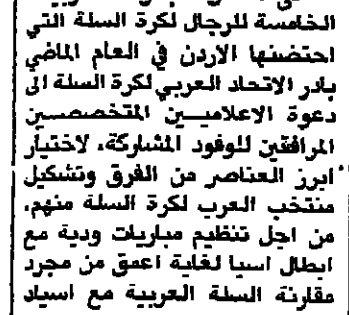 الخامسة للرجال لكرة السلة التي
احتضنها الاردن في العام الماضي
بادر الاتحاد العربي لكرة السلة الى
دعوة الاعلاميين المتخصصين
المرافقين للوفود المشاركة، لاختيار
ابرز العناصر من الفرق وتشكيل
منتخب العرب لكرة السلة منهم،
من اجل تنظيم مباريات ودية مع
ابطال اسيا لغاية اعمق من مجرد
مقارنة السلة العربية مع اسياد